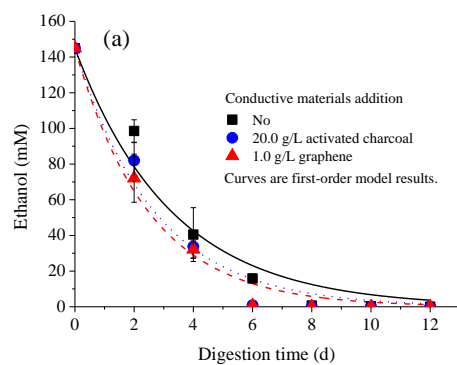 (a)
160
140
120
100
80
60
40
20
0
Ethanol (mM)
Conductive materials addition
No
20.0 g/L activated charcoal
1.0 g/L graphene
Curves are first-order model results.
0 2 4 6 8 10 12
Digestion time (d)